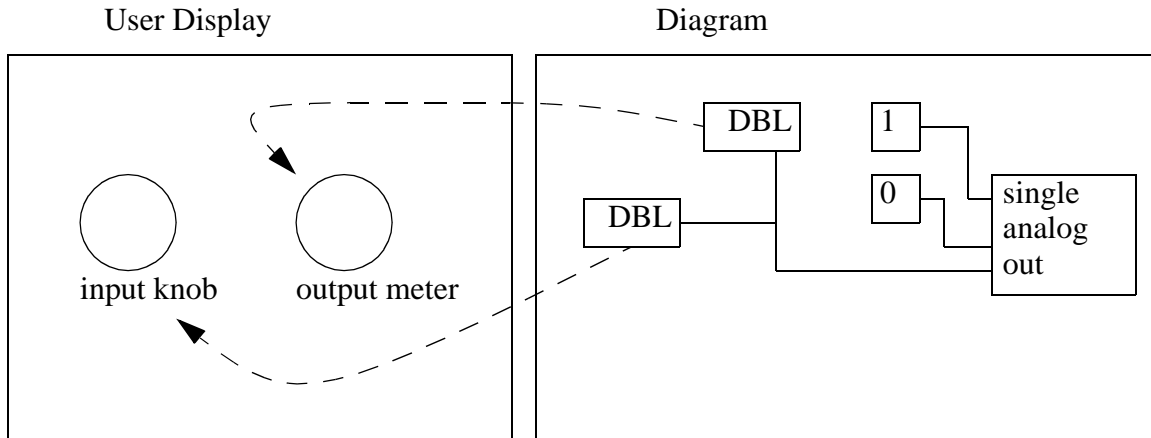 User Display
Diagram
DBL
1
DBL
0
single
analog
out
input knob
output meter